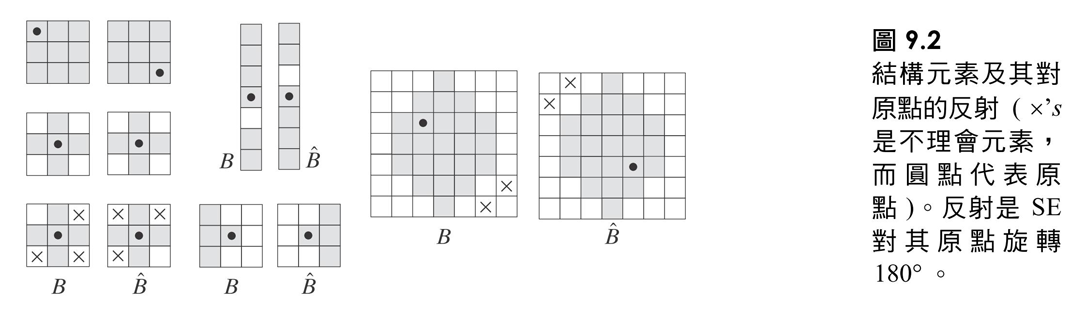 B
B̂
B
B̂
B
B̂
B
B̂
圖 9.2
結構元素及其對
原點的反射 ( ×’s
是不理會元素，
而圓點代表原
點 )。反射是 SE
對其原點旋轉
180° 。